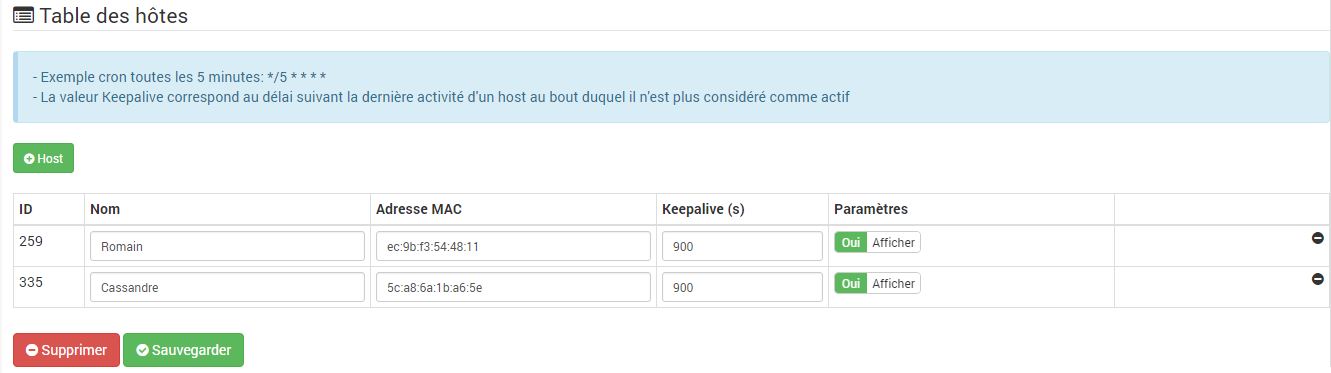 Table des hôtes
- Exemple cron toutes les 5 minutes: */5 * * * *
- La valeur Keepalive correspond au délai suivant la dernière activité d'un host au bout duquel il n'est plus considéré comme actif
Host
ID Nom Adresse MAC Keepalive (s) Paramètres
259 Romain ec:9b:f3:54:48:11 900 Oui Afficher
335 Cassandre 5c:a8:6a:1b:a6:5e 900 Oui Afficher
Supprimer Sauvegarder